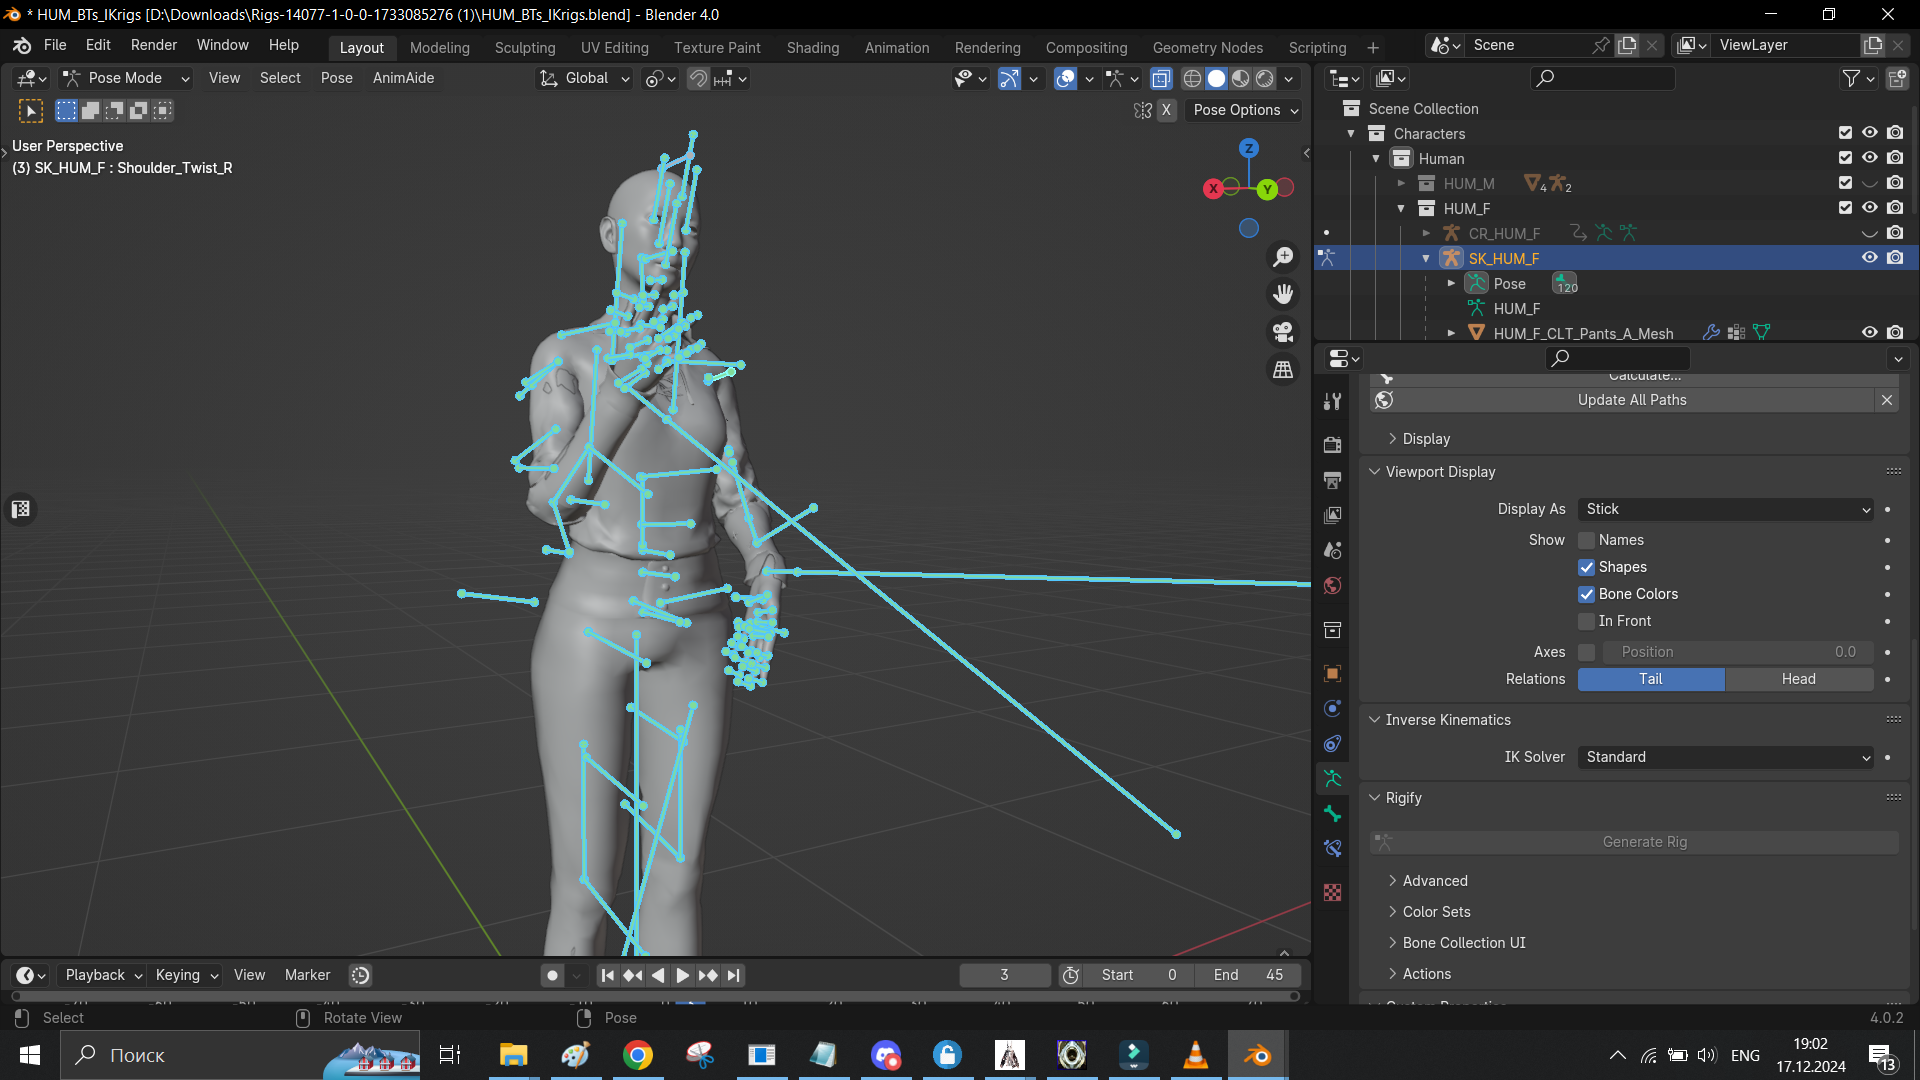 * HUM_BTs_IKrigs [D:\Downloads\Rigs-14077-1-0-0-1733085276 (1)\HUM_BTs_IKrigs.blend] - Blender 4.0
File Edit Render Window Help Layout Modeling Sculpting UV Editing Texture Paint Shading Animation Rendering Compositing Geometry Nodes Scripting + Scene ViewLayer
Pose Mode View Select Pose AnimAide Global
X Pose Options
User Perspective
(3) SK_HUM_F : Shoulder_Twist_R
Z
X Y
Scene Collection
Characters
Human
HUM_M 4 2
HUM_F
CR_HUM_F
SK_HUM_F
Pose 120
HUM_F
HUM_F_CLT_Pants_A_Mesh
Calculate...
Update All Paths
Display
Viewport Display
Display As Stick
Show Names
Shapes
Bone Colors
In Front
Axes Position 0.0
Relations Tail Head
Inverse Kinematics
IK Solver Standard
Rigify
Generate Rig
Advanced
Color Sets
Bone Collection UI
Actions
Playback Keying View Marker 3 Start 0 End 45
Select Rotate View Pose 4.0.2
Поиск ENG 19:02
17.12.2024 13